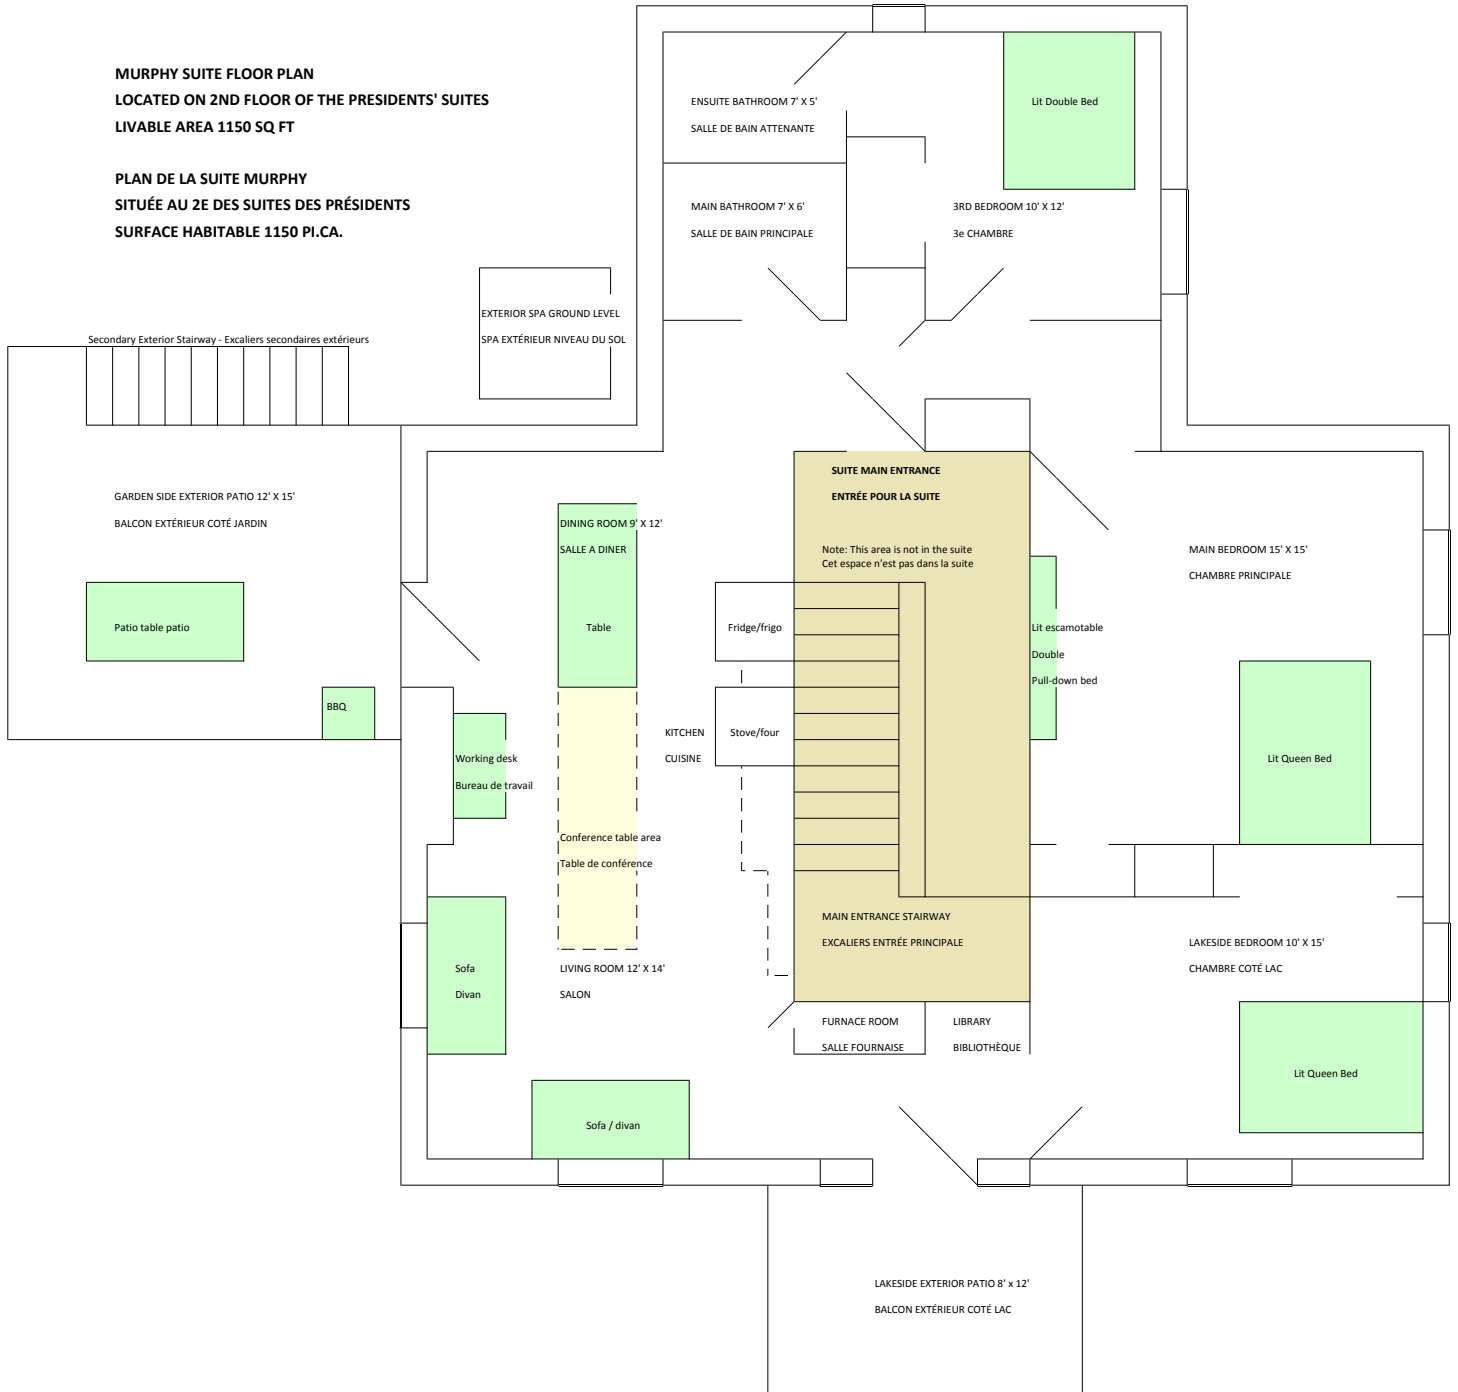 MURPHY SUITE FLOOR PLAN
LOCATED ON 2ND FLOOR OF THE PRESIDENTS' SUITES
LIVABLE AREA 1150 SQ FT
PLAN DE LA SUITE MURPHY
SITUÉE AU 2E DES SUITES DES PRÉSIDENTS
SURFACE HABITABLE 1150 PI.CA.
ENSUITE BATHROOM 7' X 5'
SALLE DE BAIN ATTENANTE
Lit Double Bed
MAIN BATHROOM 7' X 6'
SALLE DE BAIN PRINCIPALE
3RD BEDROOM 10' X 12'
3e CHAMBRE
EXTERIOR SPA GROUND LEVEL
SPA EXTÉRIEUR NIVEAU DU SOL
Secondary Exterior Stairway - Excaliers secondaires extérieurs
GARDEN SIDE EXTERIOR PATIO 12' X 15'
BALCON EXTÉRIEUR COTÉ JARDIN
Patio table patio
BBQ
DINING ROOM 9' X 12'
SALLE A DINER
Table
SUITE MAIN ENTRANCE
ENTRÉE POUR LA SUITE
Note: This area is not in the suite
Cet espace n'est pas dans la suite
MAIN BEDROOM 15' X 15'
CHAMBRE PRINCIPALE
Fridge/frigo
Lit escamotable
Double
Pull-down bed
KITCHEN
CUISINE
Stove/four
Working desk
Bureau de travail
Lit Queen Bed
Conference table area
Table de conférence
MAIN ENTRANCE STAIRWAY
EXCALIERS ENTRÉE PRINCIPALE
LAKESIDE BEDROOM 10' X 15'
CHAMBRE COTÉ LAC
Sofa
Divan
LIVING ROOM 12' X 14'
SALON
FURNACE ROOM
SALLE FOURNAISE
LIBRARY
BIBLIOTHÈQUE
Lit Queen Bed
Sofa / divan
LAKESIDE EXTERIOR PATIO 8' x 12'
BALCON EXTÉRIEUR COTÉ LAC